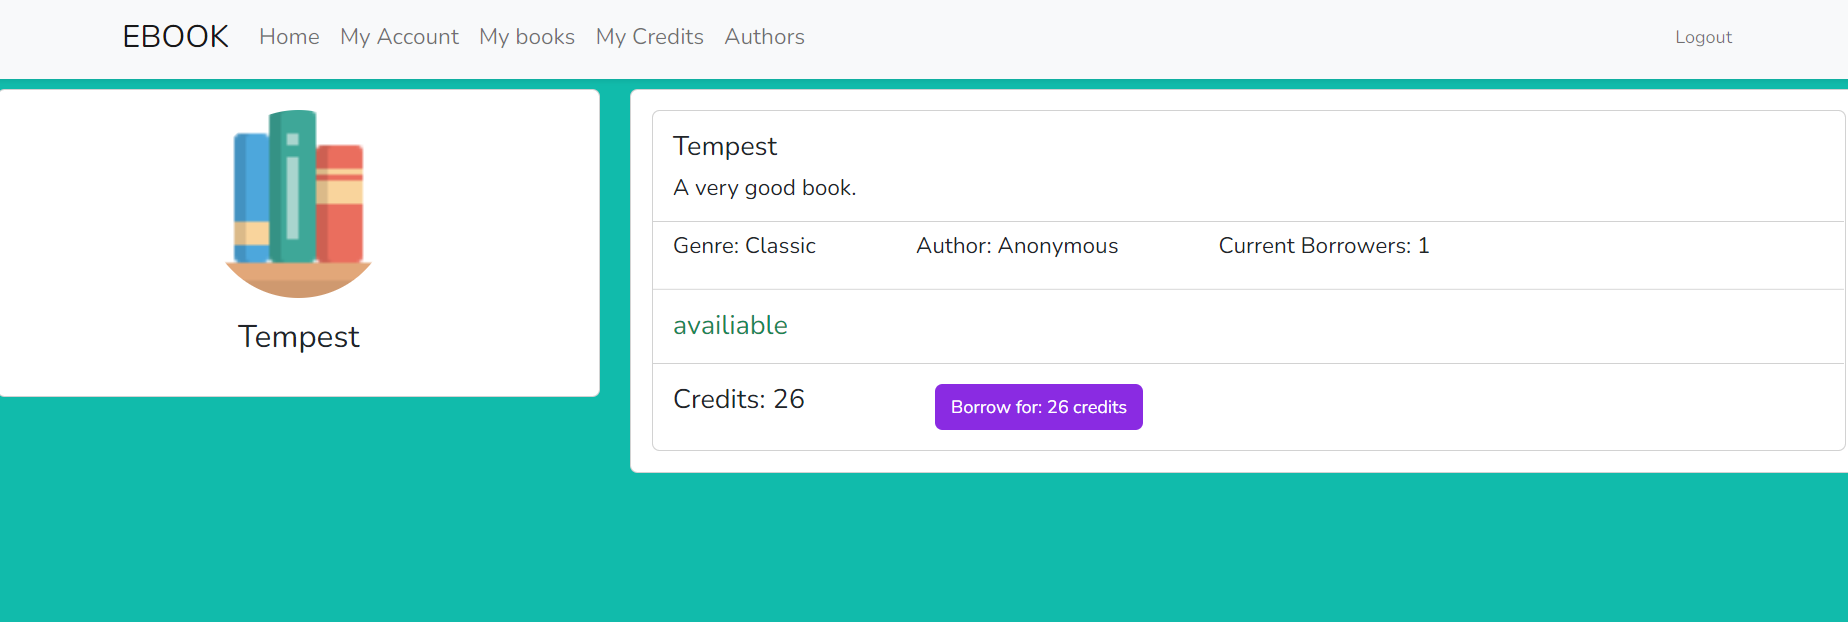 EBOOK Home My Account My books My Credits Authors Logout
Tempest
Tempest
A very good book.
Genre: Classic Author: Anonymous Current Borrowers: 1
availiable
Credits: 26 Borrow for: 26 credits